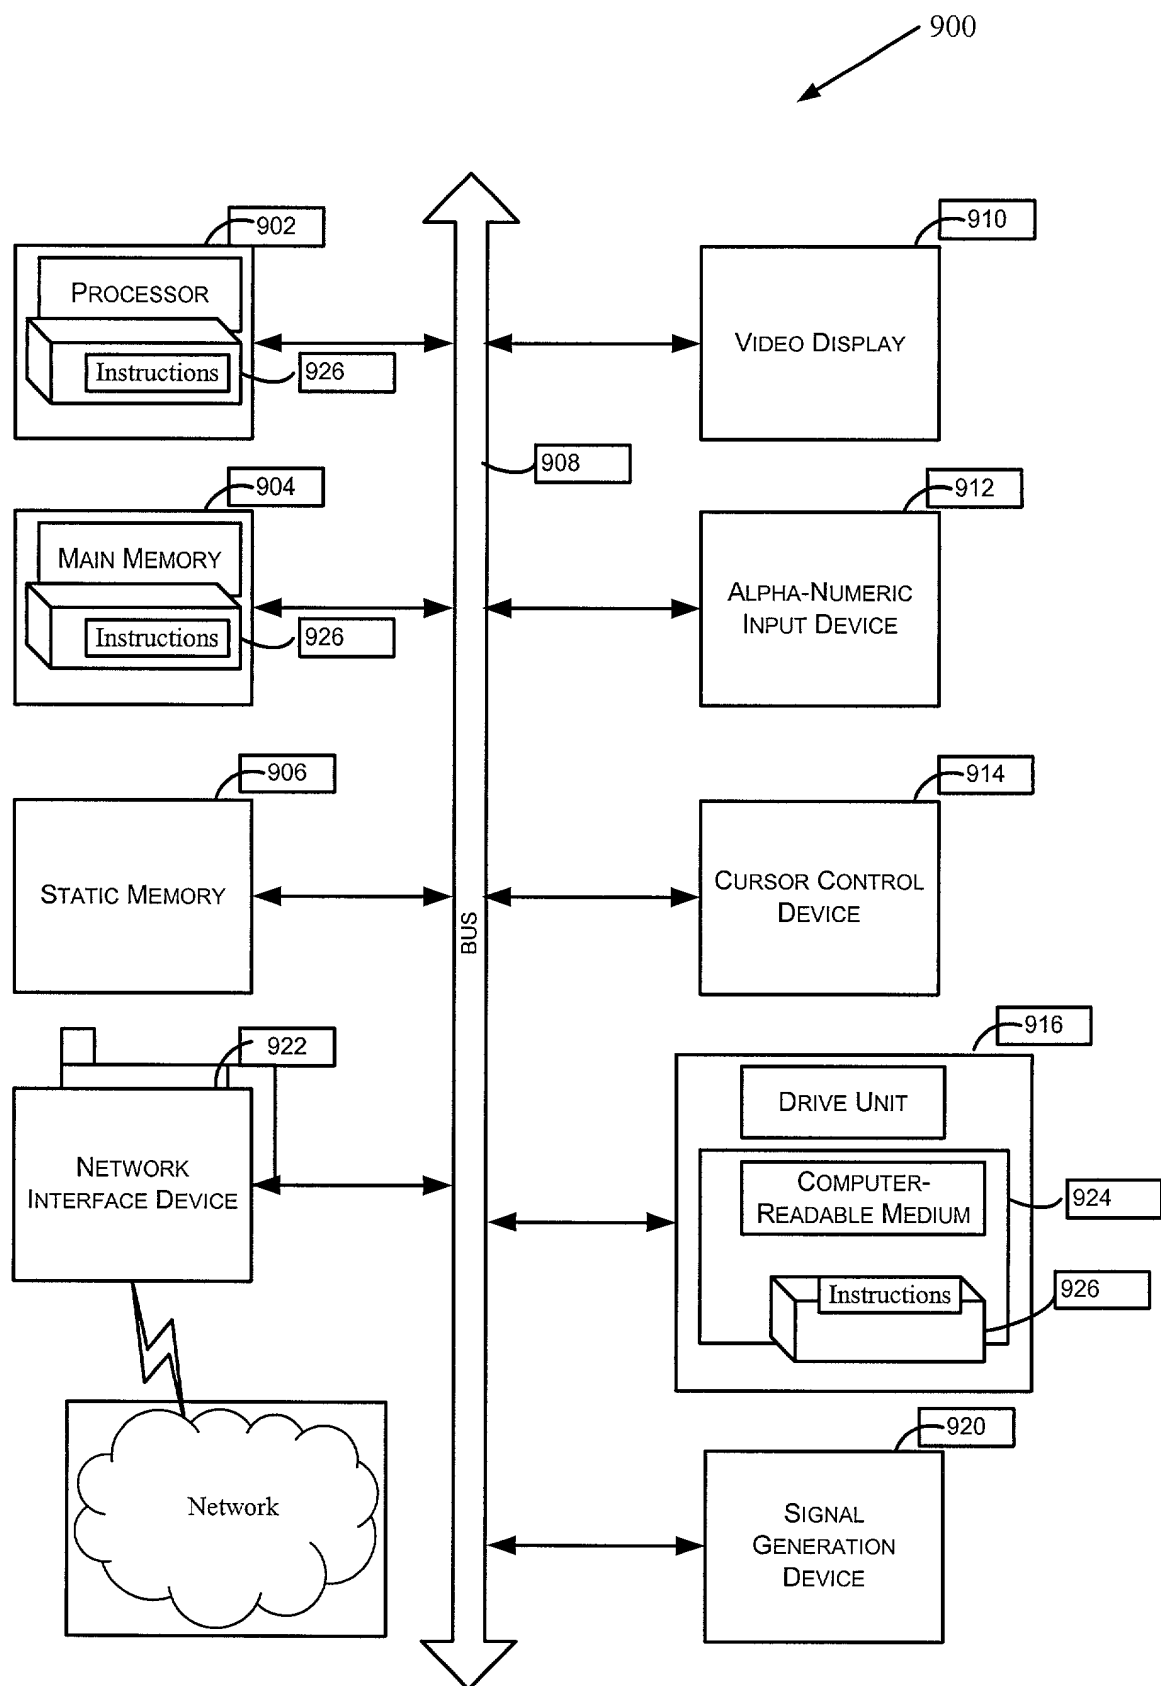 900
902
PROCESSOR
Instructions
926
904
MAIN MEMORY
Instructions
926
906
STATIC MEMORY
922
NETWORK
INTERFACE DEVICE
Network
BUS
908
910
VIDEO DISPLAY
912
ALPHA-NUMERIC
INPUT DEVICE
914
CURSOR CONTROL
DEVICE
916
DRIVE UNIT
COMPUTER-
READABLE MEDIUM
924
Instructions
926
920
SIGNAL
GENERATION
DEVICE